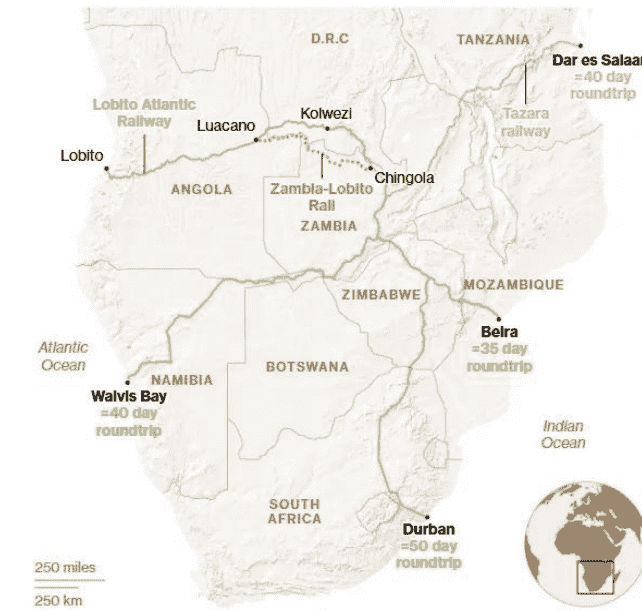 D.R.C
TANZANIA
Dar es Salaa
=40 day
roundtrip
Lobito Atlantic
Railway
Kolwezi
Luacano
Tazara
railway
Lobito
Chingola
ANGOLA
Zambia-Lobito
Rail
ZAMBIA
ZIMBABWE
MOZAMBIQUE
Beira
=35 day
roundtrip
Atlantic
Ocean
NAMIBIA
BOTSWANA
Walvis Bay
=40 day
roundtrip
Indian
Ocean
SOUTH
AFRICA
Durban
=50 day
roundtrip
250 miles
250 km